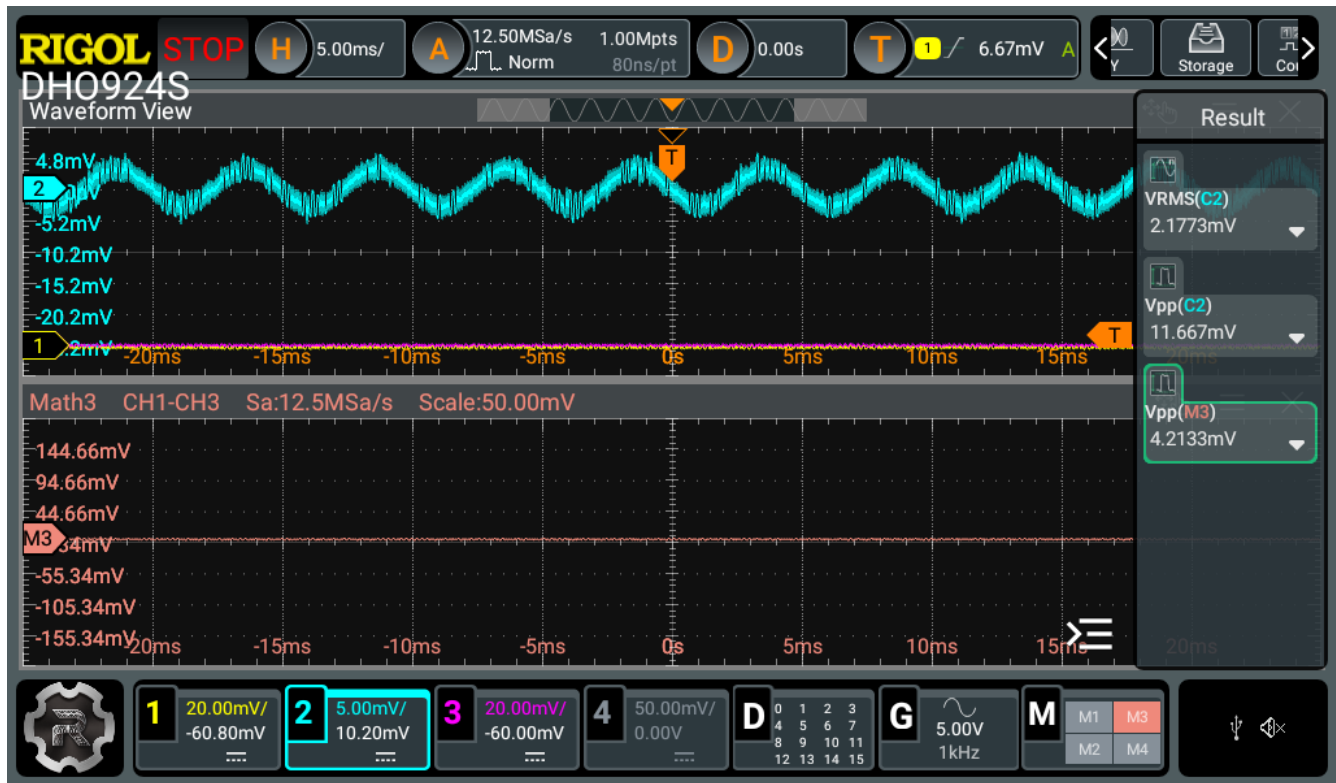 RIGOL STOP H 5.00ms/ A 12.50MSa/s 1.00Mpts D 0.00s T 1 6.67mV A
Norm 80ns/pt
Y Storage Cou
DHO924S
Waveform View
Result
T
4.8mV
2
-5.2mV
-10.2mV
-15.2mV
-20.2mV
1 .2mV
-20ms -15ms -10ms -5ms 0s 5ms 10ms 15ms 20ms
T
VRMS(C2)
2.1773mV
Vpp(C2)
11.667mV
Vpp(M3)
4.2133mV
Math3 CH1-CH3 Sa:12.5MSa/s Scale:50.00mV
144.66mV
94.66mV
44.66mV
M3 .34mV
-55.34mV
-105.34mV
-155.34mV
-20ms -15ms -10ms -5ms 0s 5ms 10ms 15ms 20ms
R
1 20.00mV/
-60.80mV
2 5.00mV/
10.20mV
3 20.00mV/
-60.00mV
4 50.00mV/
0.00V
D 0 1 2 3
4 5 6 7
8 9 10 11
12 13 14 15
G 5.00V
1kHz
M M1 M3
M2 M4